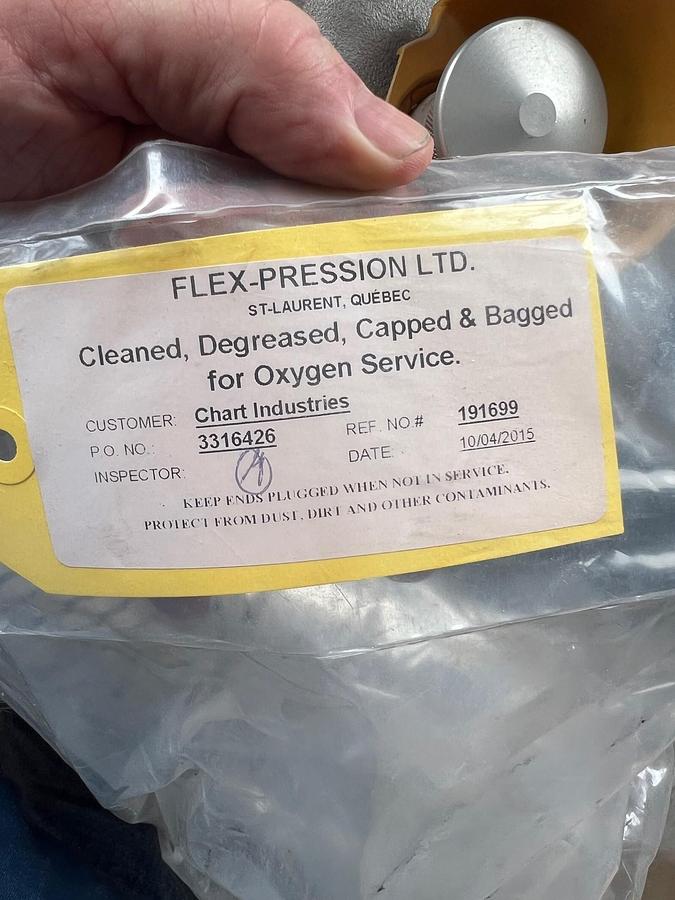 FLEX-PRESSION LTD.
ST-LAURENT, QUÉBEC
Cleaned, Degreased, Capped & Bagged
for Oxygen Service.
CUSTOMER: Chart Industries
P.O. NO.: 3316426 REF. NO.# 191699
INSPECTOR: DATE: 10/04/2015
KEEP ENDS PLUGGED WHEN NOT IN SERVICE.
PROTECT FROM DUST, DIRT AND OTHER CONTAMINANTS.